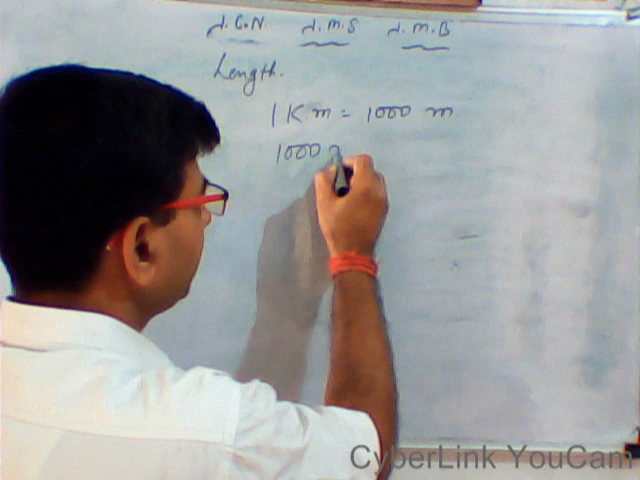 J.G.N. J.M.S J.M.B
Length.
1 Km = 1000 m
1000
CyberLink YouCam